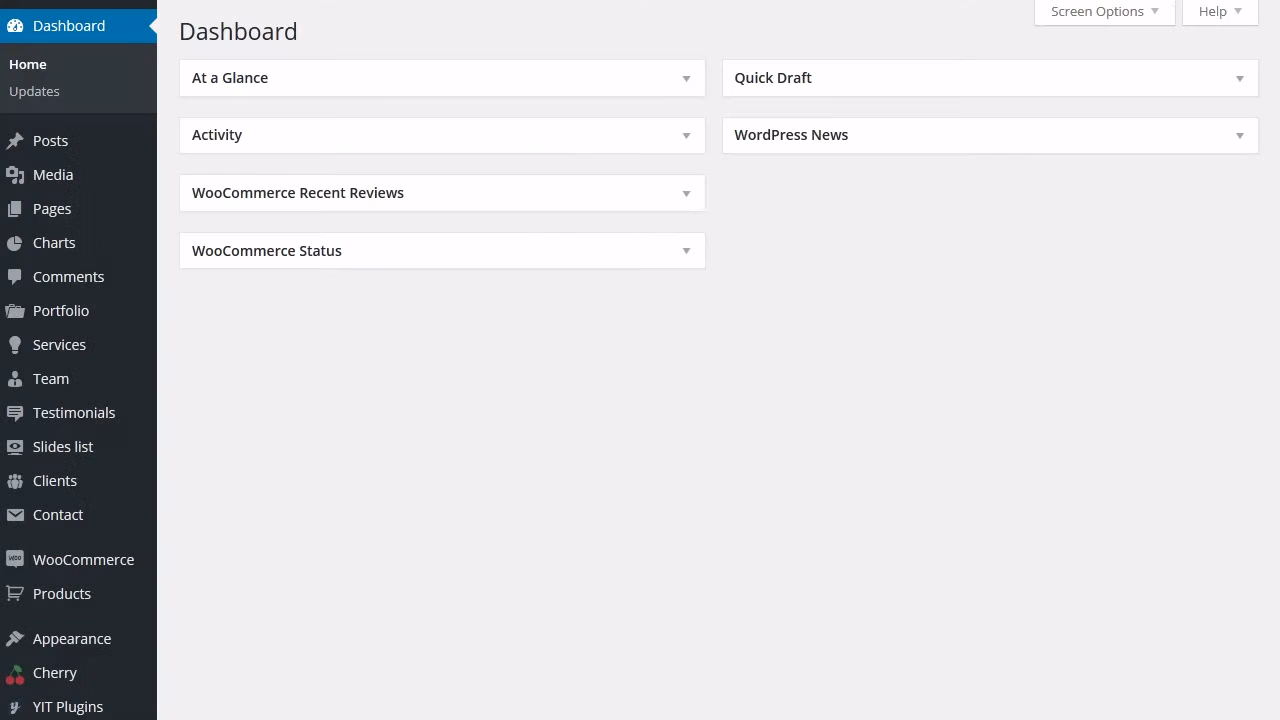 Dashboard
Home
Updates
Posts
Media
Pages
Charts
Comments
Portfolio
Services
Team
Testimonials
Slides list
Clients
Contact
woo
WooCommerce
Products
Appearance
Cherry
YIT Plugins
Screen Options
Help
Dashboard
At a Glance
Quick Draft
Activity
WordPress News
WooCommerce Recent Reviews
WooCommerce Status